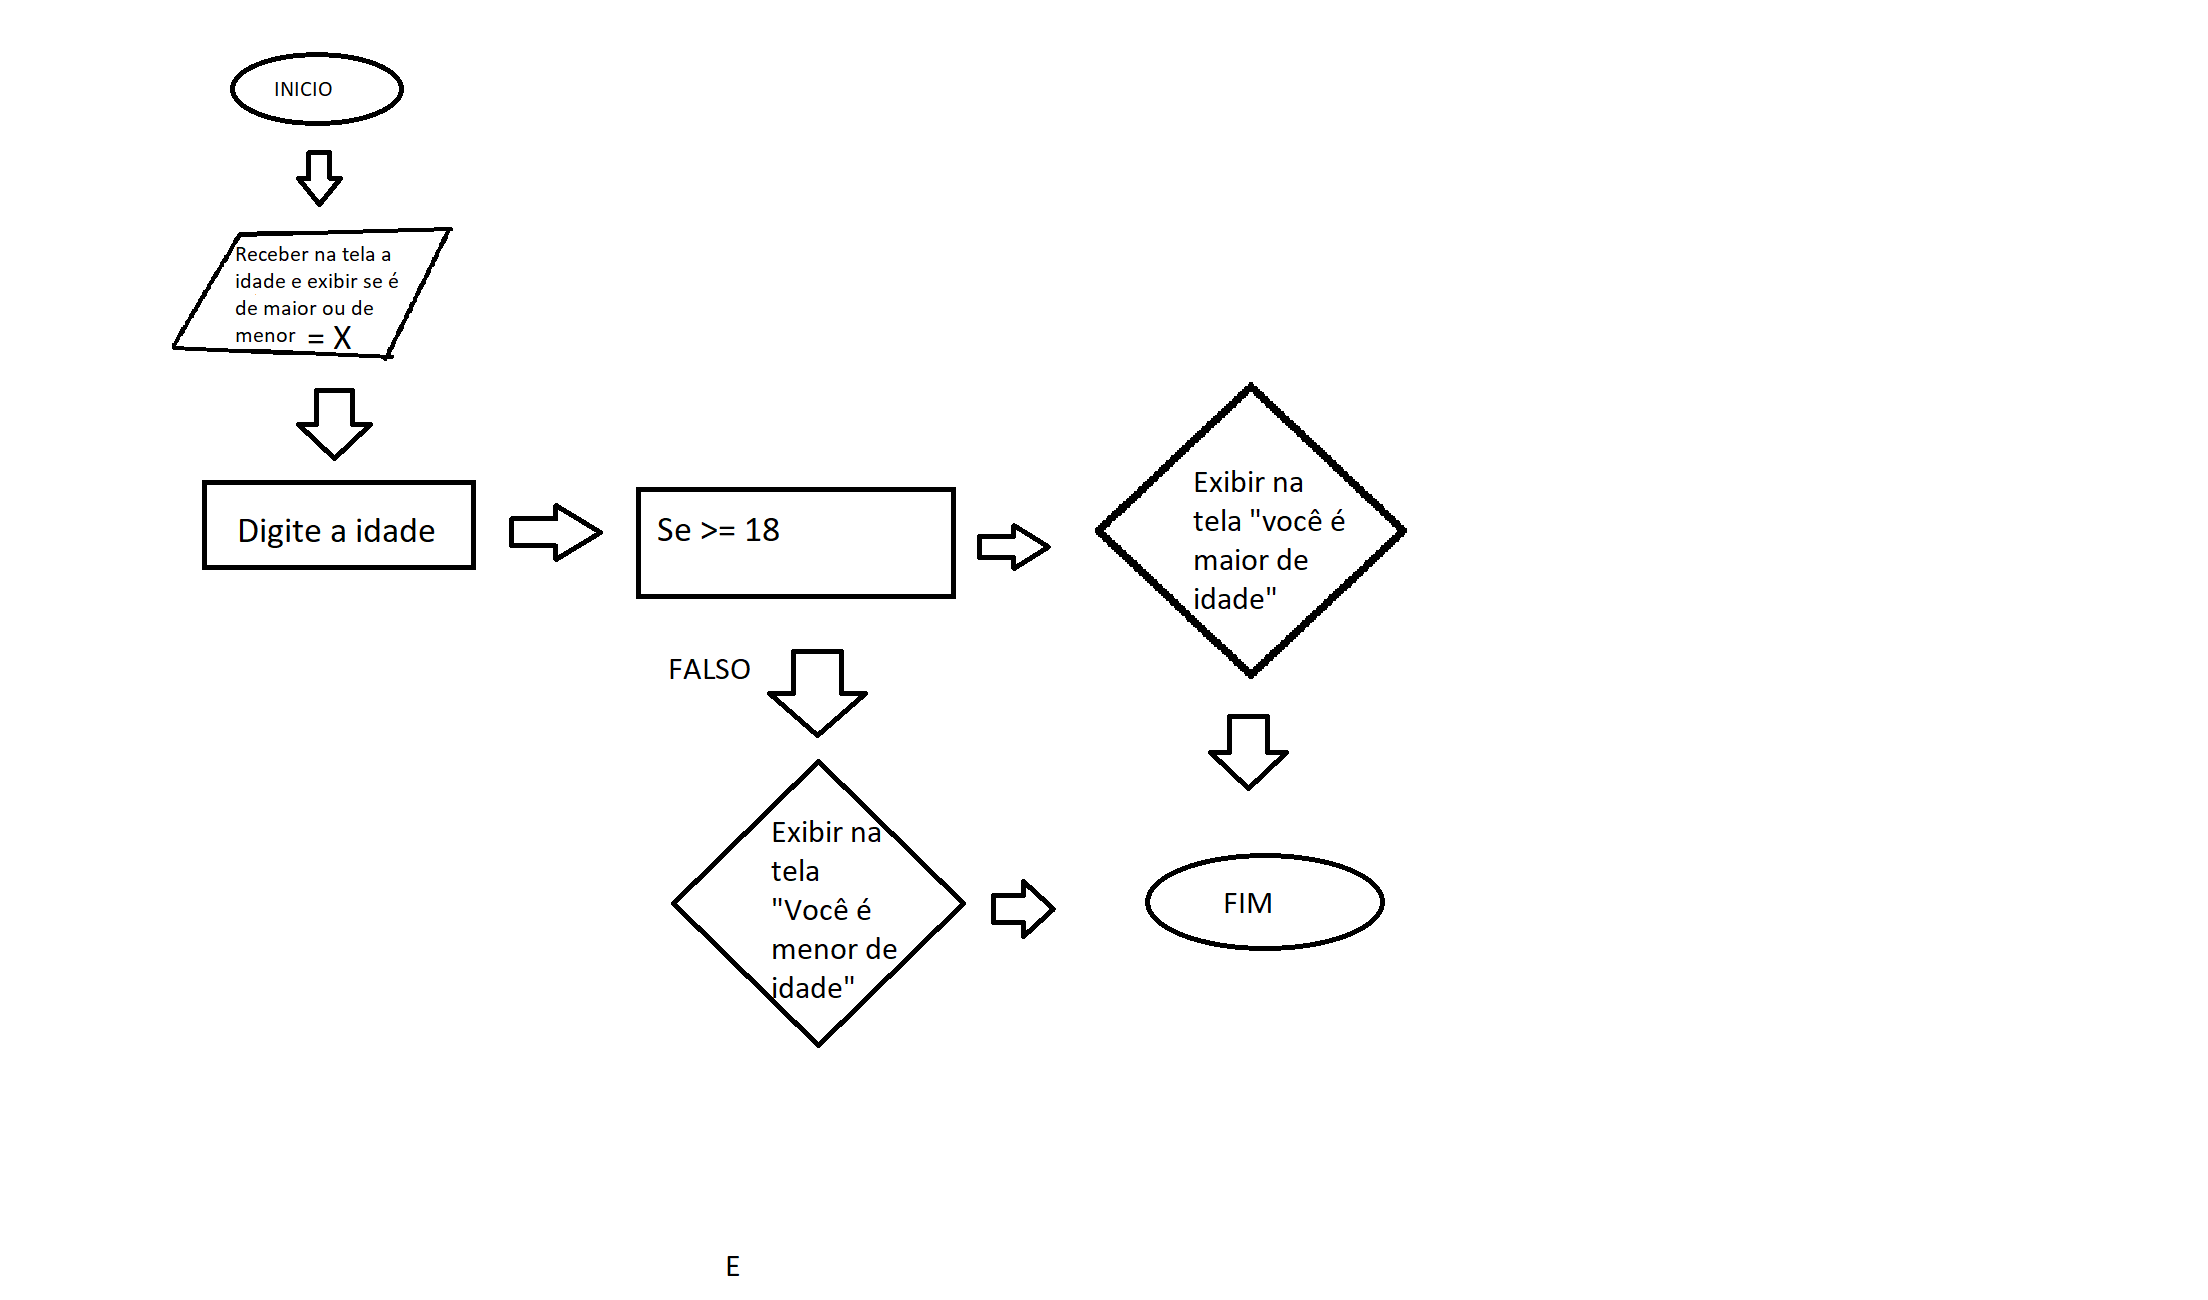 INICIO
Receber na tela a
idade e exibir se é
de maior ou de
menor = X
Digite a idade
Se >= 18
Exibir na
tela "você é
maior de
idade"
FALSO
Exibir na
tela
"Você é
menor de
idade"
FIM
E